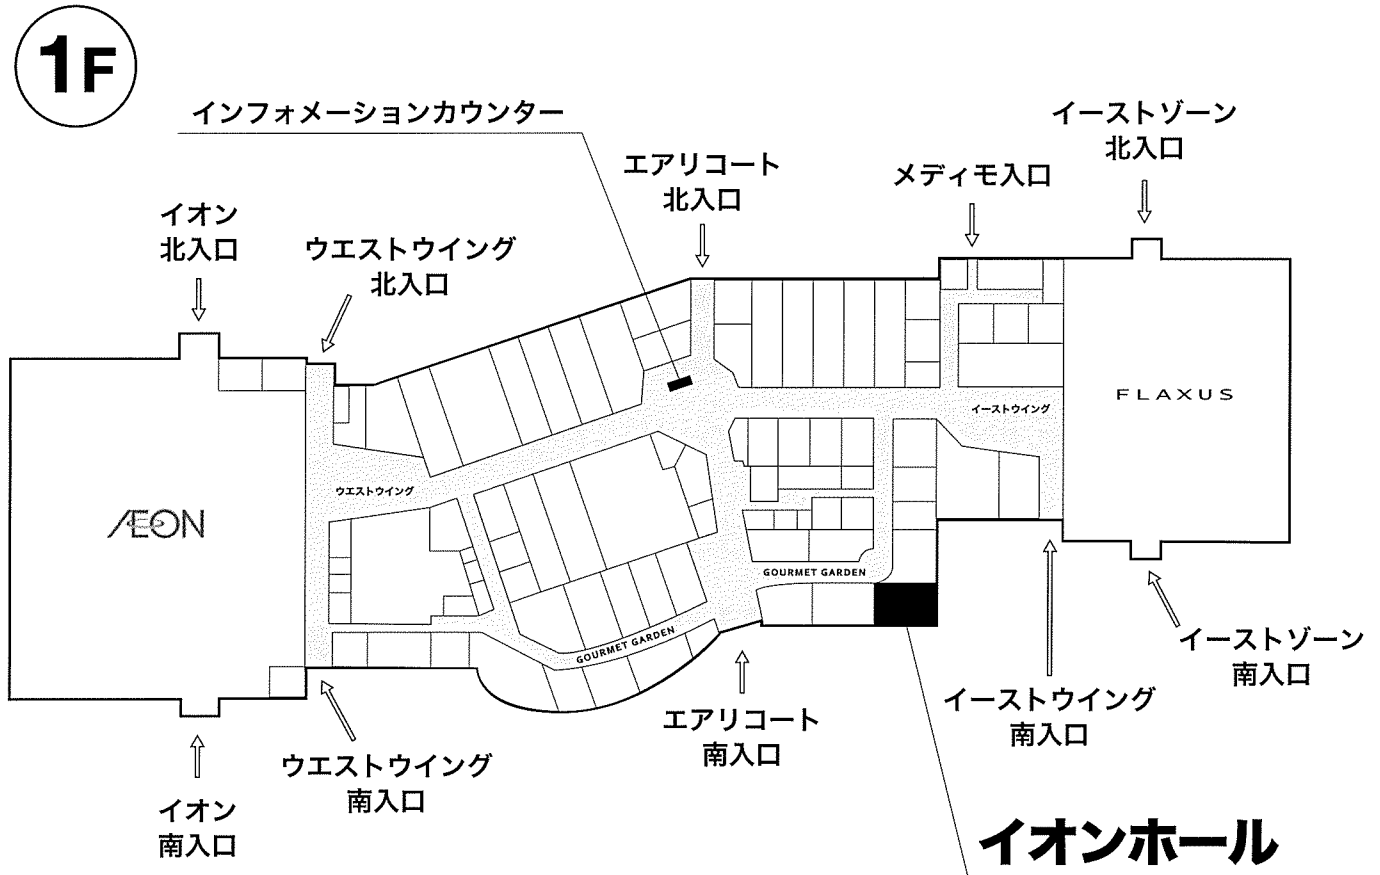 1F
インフォメーションカウンター
イーストゾーン
北入口
エアリコート
北入口
メディモ入口
イオン
北入口
ウエストウイング
北入口
FLAXUS
イーストウイング
ウエストウイング
ÆON
GOURMET GARDEN
GOURMET GARDEN
イーストゾーン
南入口
イーストウイング
南入口
エアリコート
南入口
ウエストウイング
南入口
イオン
南入口
イオンホール